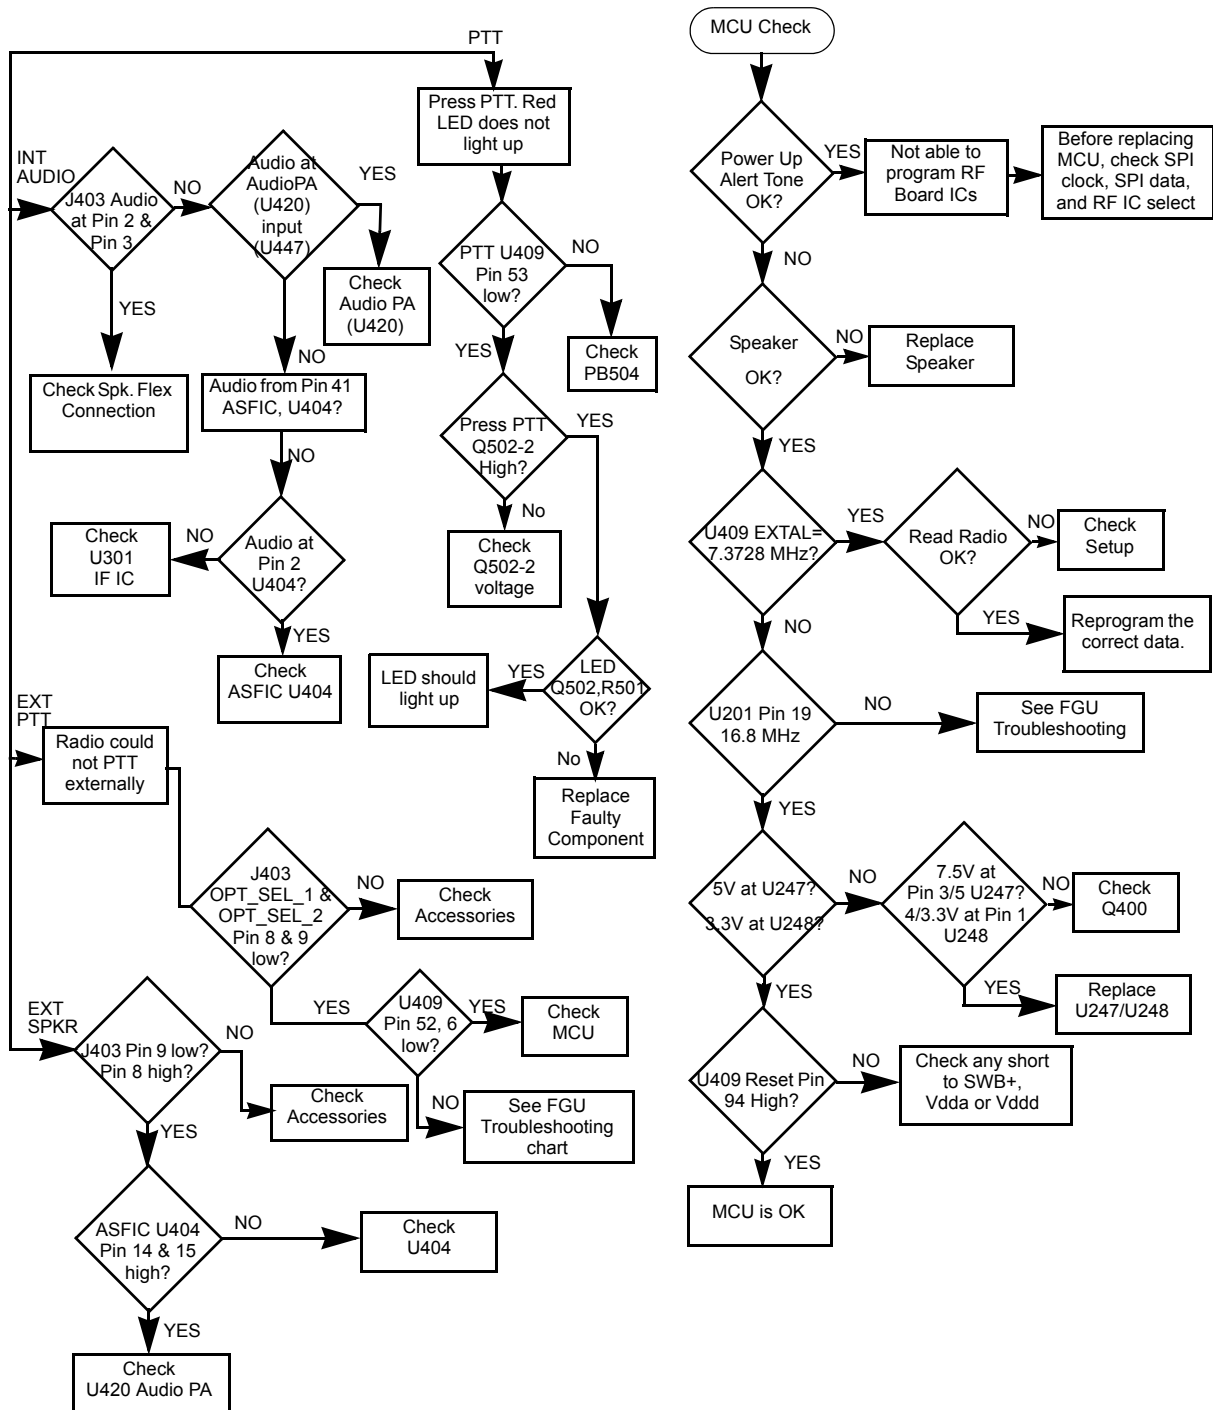 PTT
Press PTT. Red
LED does not
light up
INT
AUDIO
J403 Audio
at Pin 2 &
Pin 3
NO
Audio at
AudioPA
(U420)
input
(U447)
YES
Check
Audio PA
(U420)
YES
Check Spk. Flex
Connection
NO
Audio from Pin 41
ASFIC, U404?
NO
Audio at
Pin 2
U404?
NO
Check
U301
IF IC
YES
Check
ASFIC U404
PTT U409
Pin 53
low?
NO
Check
PB504
YES
Press PTT
Q502-2
High?
YES
No
Check
Q502-2
voltage
LED
Q502,R501
OK?
YES
LED should
light up
No
Replace
Faulty
Component
EXT
PTT
Radio could
not PTT
externally
J403
OPT_SEL_1 &
OPT_SEL_2
Pin 8 & 9
low?
NO
Check
Accessories
YES
U409
Pin 52, 6
low?
YES
Check
MCU
NO
See FGU
Troubleshooting
chart
EXT
SPKR
J403 Pin 9 low?
Pin 8 high?
NO
Check
Accessories
YES
ASFIC U404
Pin 14 & 15
high?
NO
Check
U404
YES
Check
U420 Audio PA
MCU Check
Power Up
Alert Tone
OK?
YES
Not able to
program RF
Board ICs
Before replacing
MCU, check SPI
clock, SPI data,
and RF IC select
NO
Speaker
OK?
NO
Replace
Speaker
YES
U409 EXTAL=
7.3728 MHz?
YES
Read Radio
OK?
NO
Check
Setup
YES
Reprogram the
correct data.
NO
U201 Pin 19
16.8 MHz
NO
See FGU
Troubleshooting
YES
5V at U247?
3.3V at U248?
NO
7.5V at
Pin 3/5 U247?
4/3.3V at Pin 1
U248
NO
Check
Q400
YES
Replace
U247/U248
YES
U409 Reset Pin
94 High?
NO
Check any short
to SWB+,
Vdda or Vddd
YES
MCU is OK